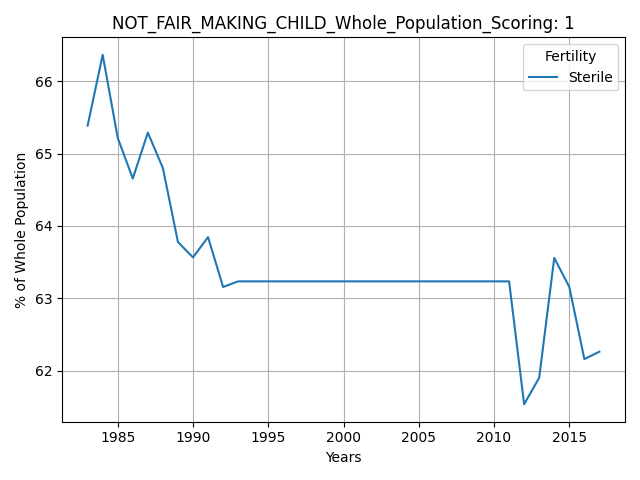 NOT_FAIR_MAKING_CHILD_Whole_Population_Scoring: 1
Fertility
Sterile
% of Whole Population
66
65
64
63
62
1985 1990 1995 2000 2005 2010 2015
Years